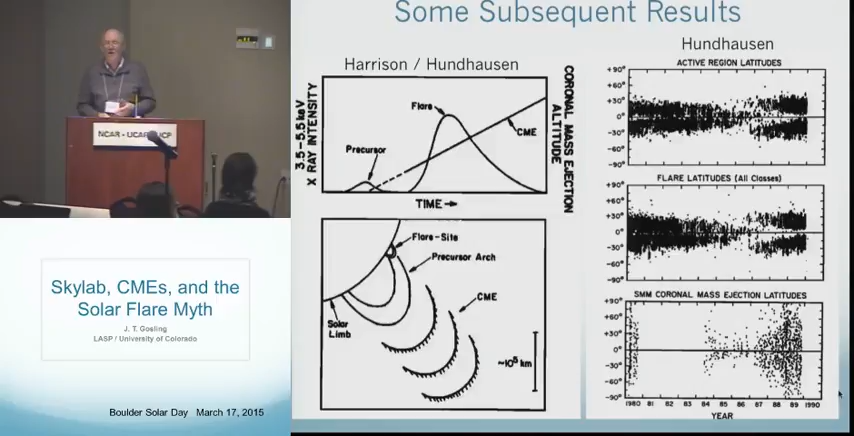 Some Subsequent Results
Harrison / Hundhausen
3.5-5.5 keV
X RAY INTENSITY
Flare
Precursor
CME
CORONAL MASS EJECTION
ALTITUDE
TIME
Flare-Site
Precursor Arch
CME
Solar
Limb
~10⁵ km
Hundhausen
ACTIVE REGION LATITUDES
+90°
+60°
+30°
0°
-30°
-60°
-90°
FLARE LATITUDES (All Classes)
+90°
+60°
+30°
0°
-30°
-60°
-90°
SMM CORONAL MASS EJECTION LATITUDES
+90°
+60°
+30°
0°
-30°
-60°
-90°
1980 81 82 83 84 85 86 87 88 89 1990
YEAR
NCAR - UCAR - UCP
Skylab, CMEs, and the
Solar Flare Myth
J. T. Gosling
LASP / University of Colorado
Boulder Solar Day March 17, 2015